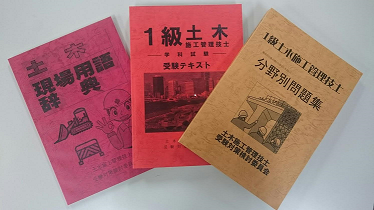 土木
現場用語
辞典
1級土木
施工管理技士
学科試験
受験テキスト
1級土木施工管理技士
分野別問題集
土木施工管理技士
受験対策検討委員会